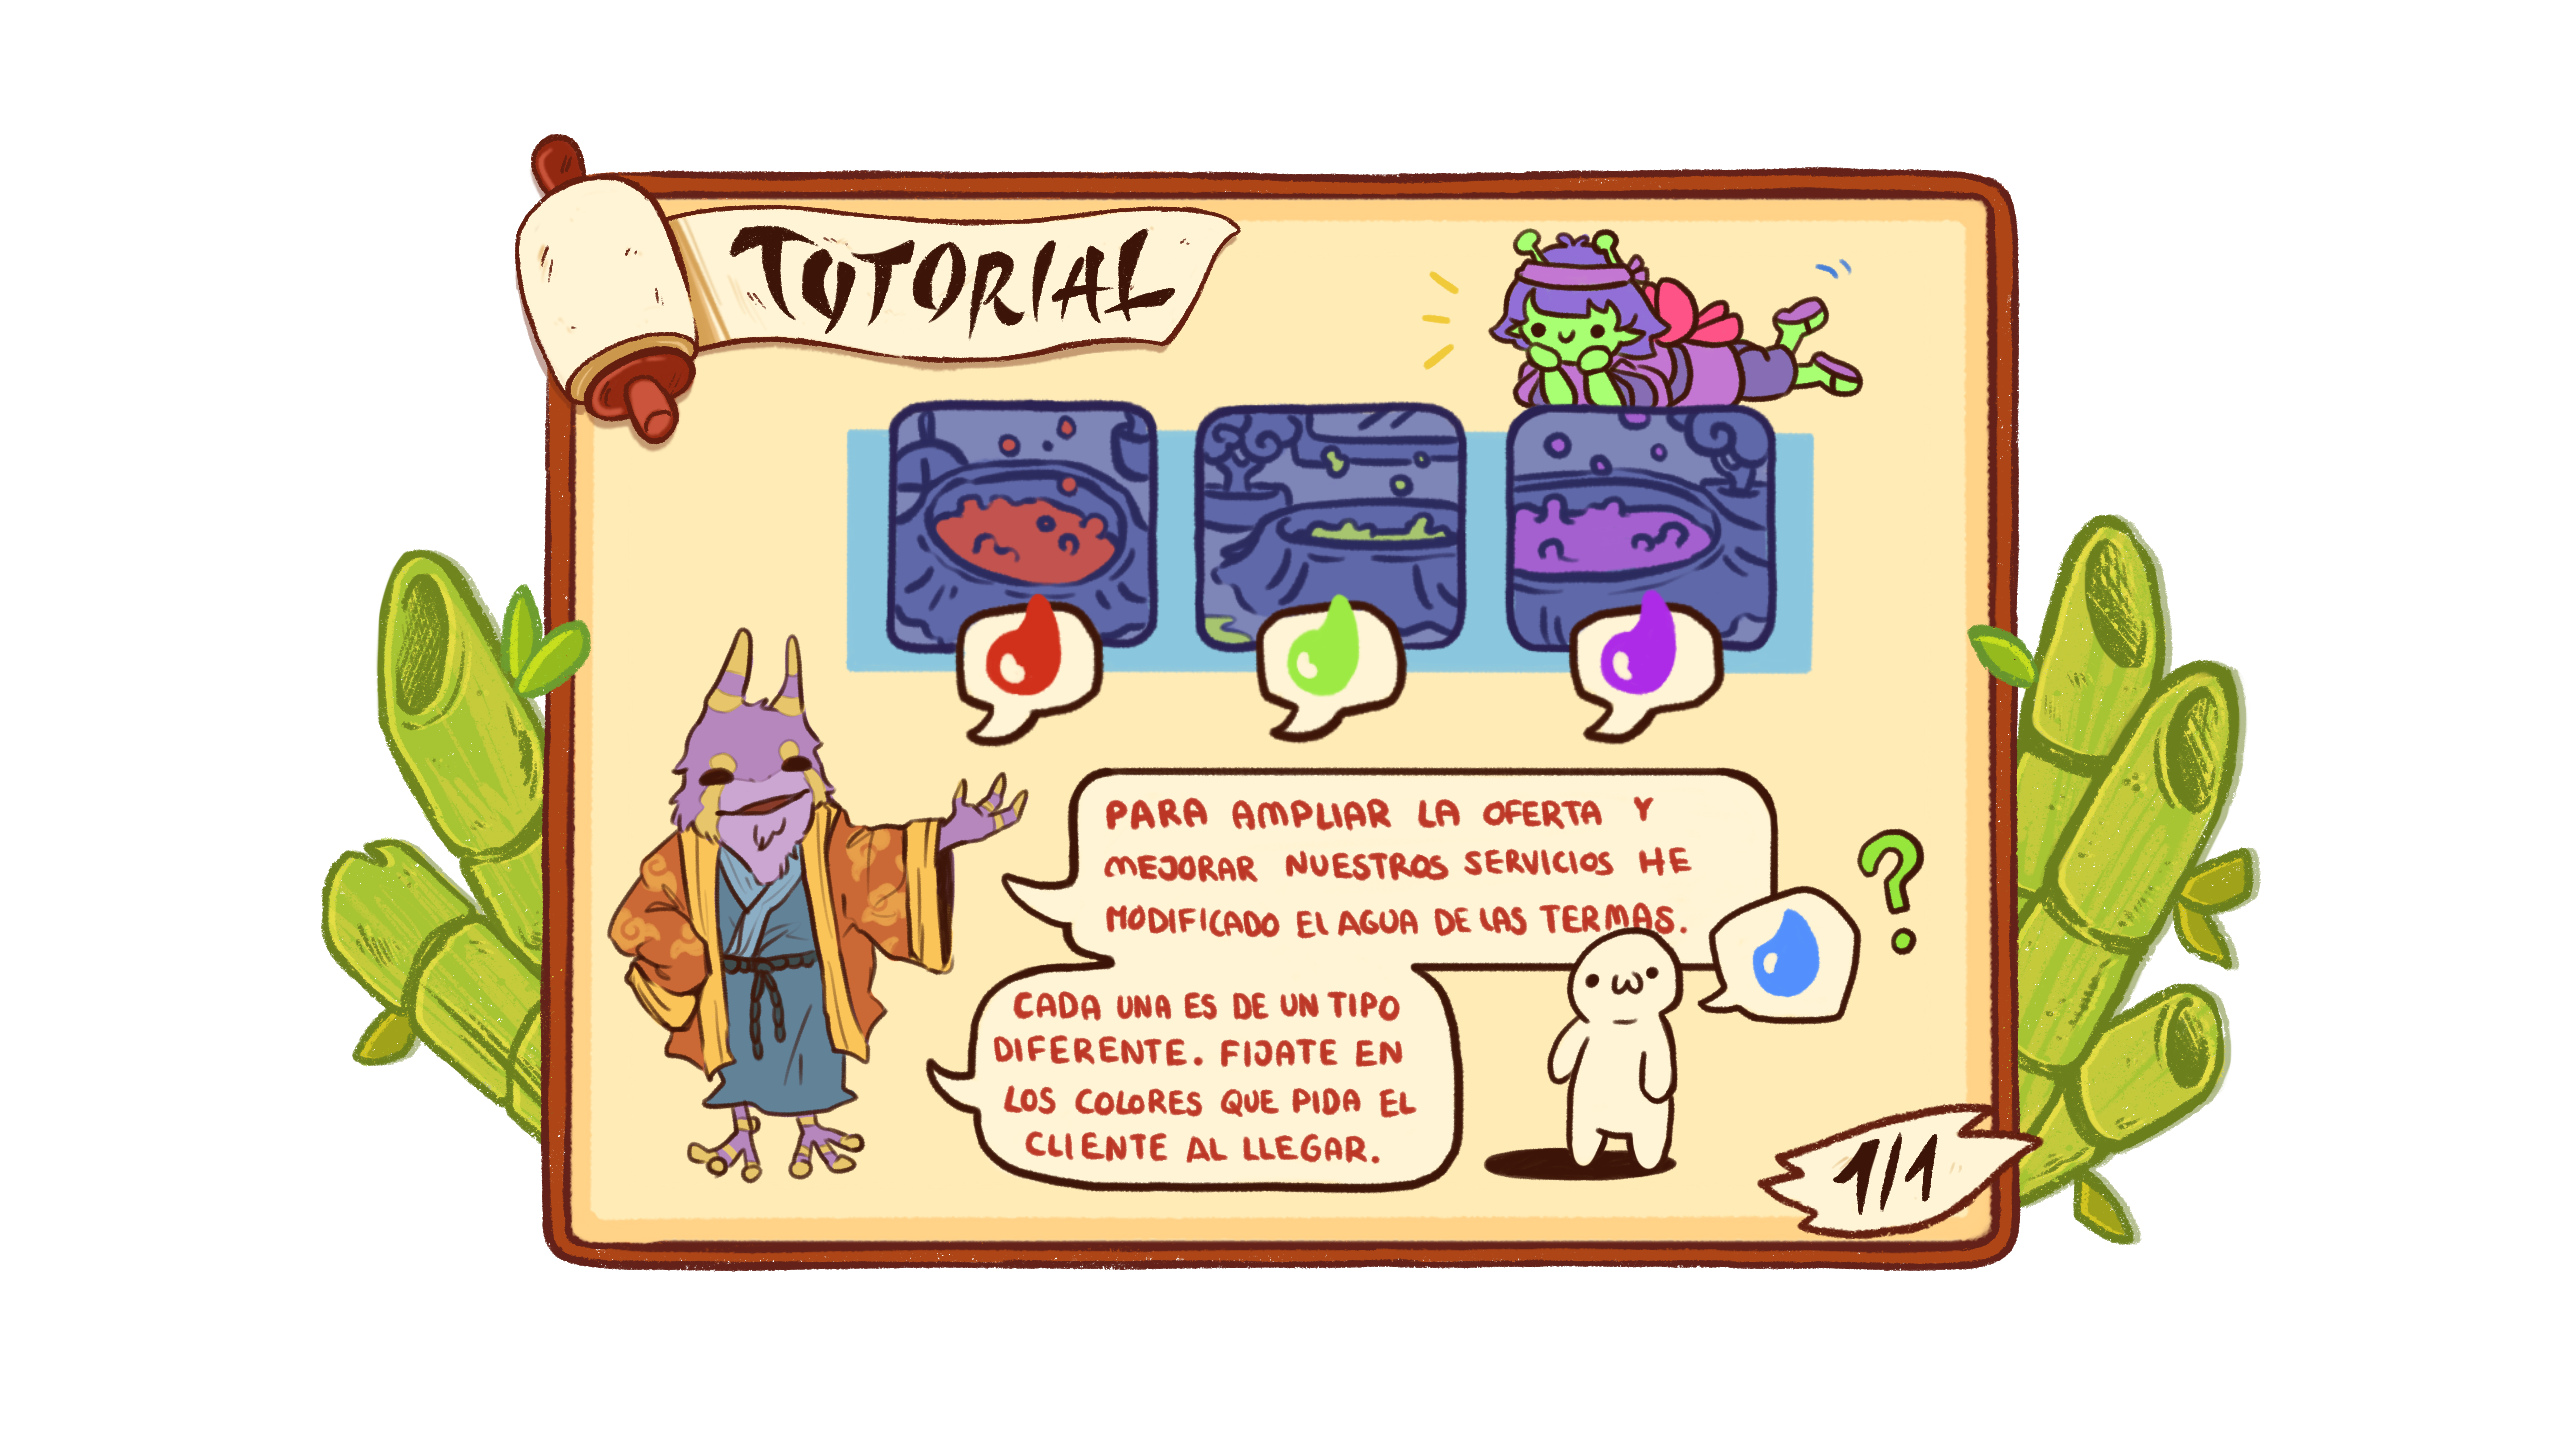 TUTORIAL
?
PARA AMPLIAR LA OFERTA Y
MEJORAR NUESTROS SERVICIOS HE
MODIFICADO EL AGUA DE LAS TERMAS.
CADA UNA ES DE UN TIPO
DIFERENTE. FIJATE EN
LOS COLORES QUE PIDA EL
CLIENTE AL LLEGAR.
1/1